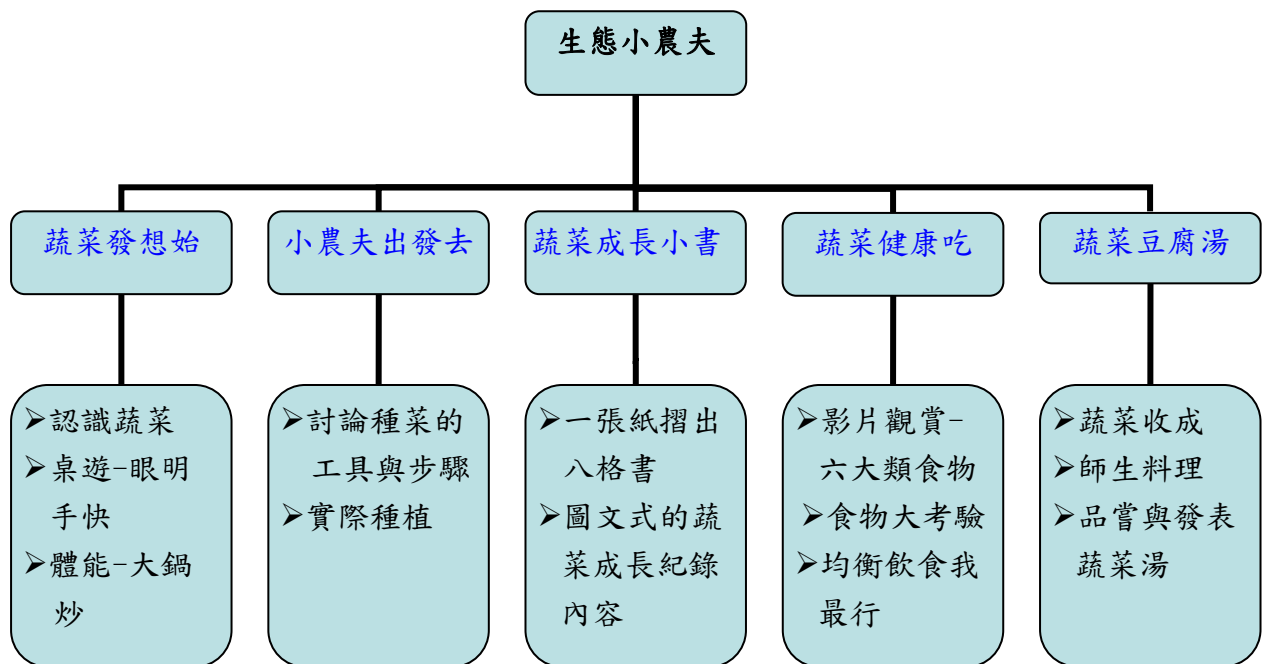 生態小農夫
蔬菜發想始
小農夫出發去
蔬菜成長小書
蔬菜健康吃
蔬菜豆腐湯
➢認識蔬菜
➢桌遊-眼明
手快
➢體能-大鍋
炒
➢討論種菜的
工具與步驟
➢實際種植
➢一張紙摺出
八格書
➢圖文式的蔬
菜成長紀錄
內容
➢影片觀賞-
六大類食物
➢食物大考驗
➢均衡飲食我
最行
➢蔬菜收成
➢師生料理
➢品嘗與發表
蔬菜湯